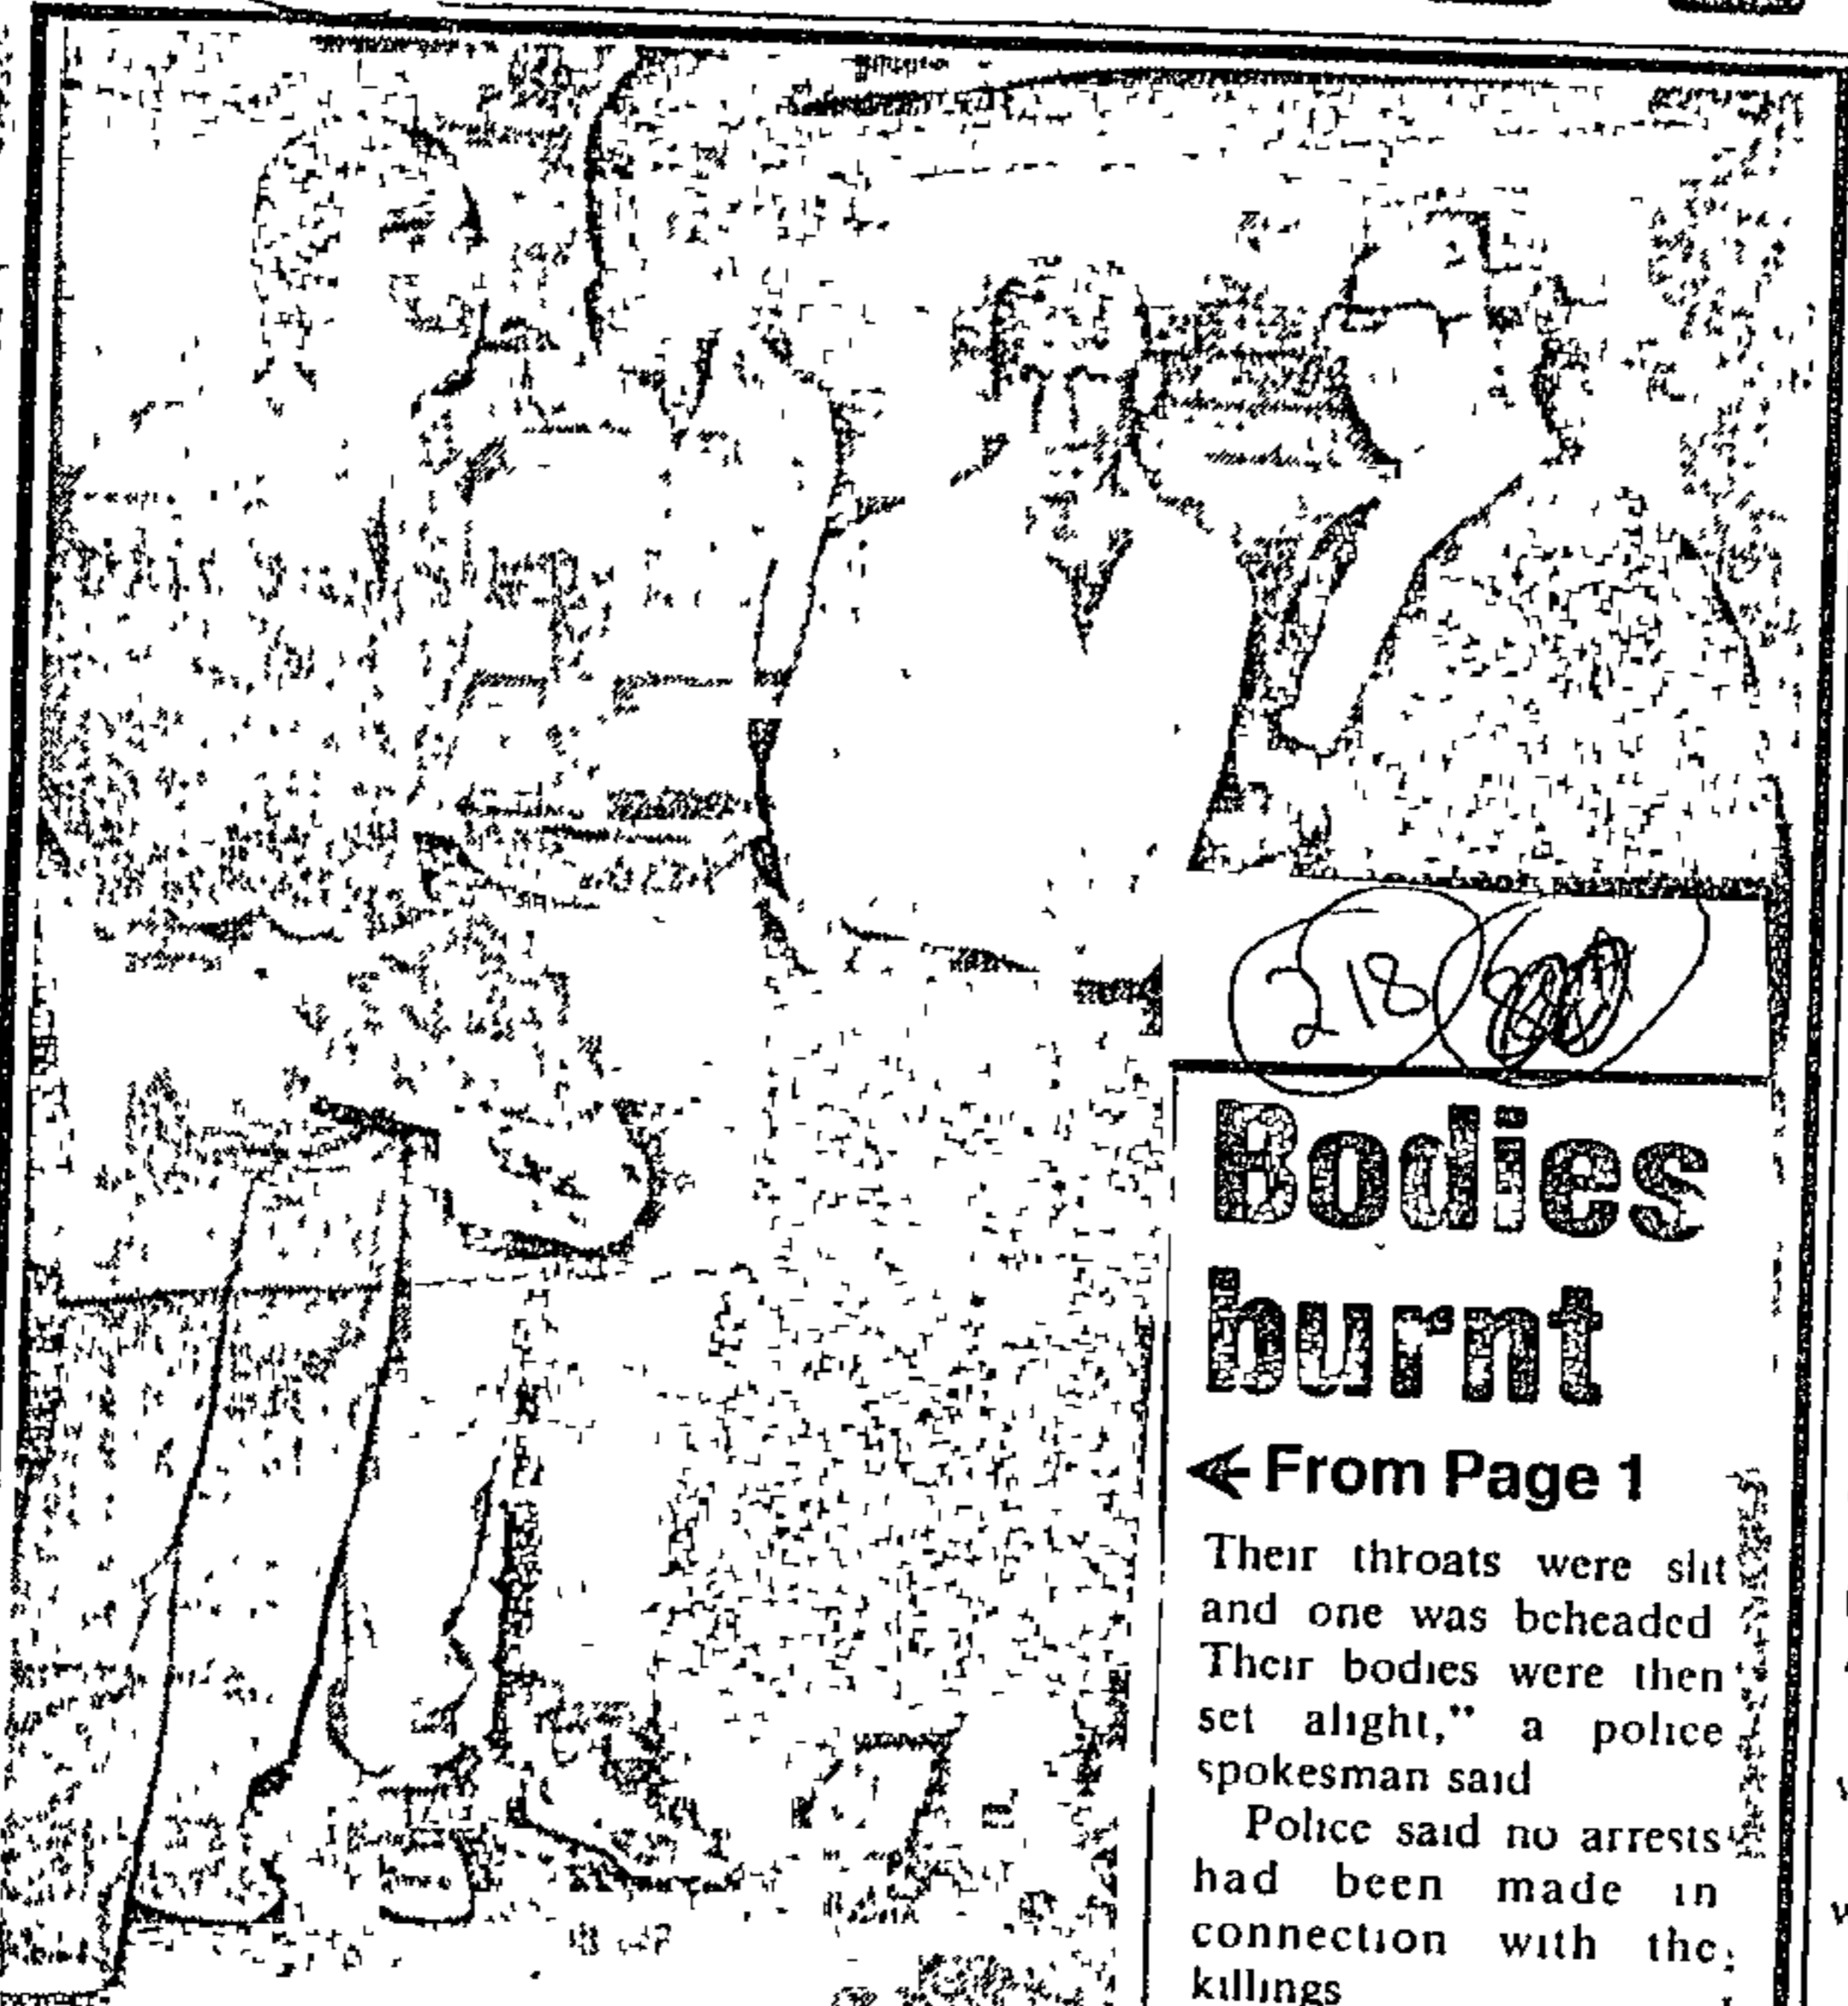 218
Bodies
burnt
From Page 1
Their throats were slit
and one was beheaded
Their bodies were then
set alight," a police
spokesman said
Police said no arrests
had been made in
connection with the
killings